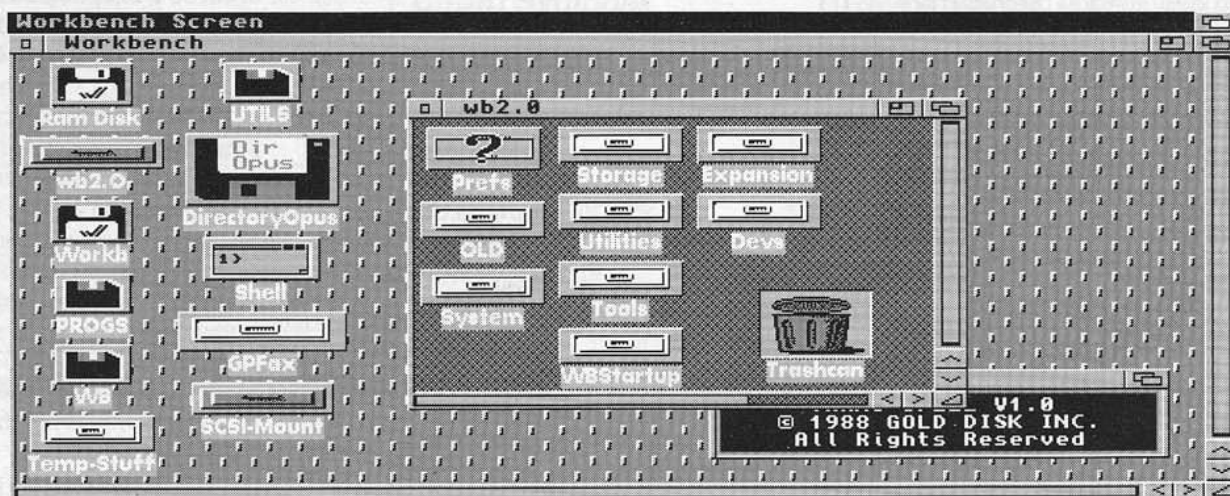 Workbench Screen
Workbench
Ram Disk
UTILS
wb2.0
Dir
Opus
DirectoryOpus
Workb
1>
Shell
PROGS
GPFax
WB
SCSI-Mount
Temp-Stuff
wb2.0
Prefs
Storage
Expansion
OLD
Utilities
Devs
System
Tools
WBStartup
Trashcan
V1.0
© 1988 GOLD DISK INC.
All Rights Reserved